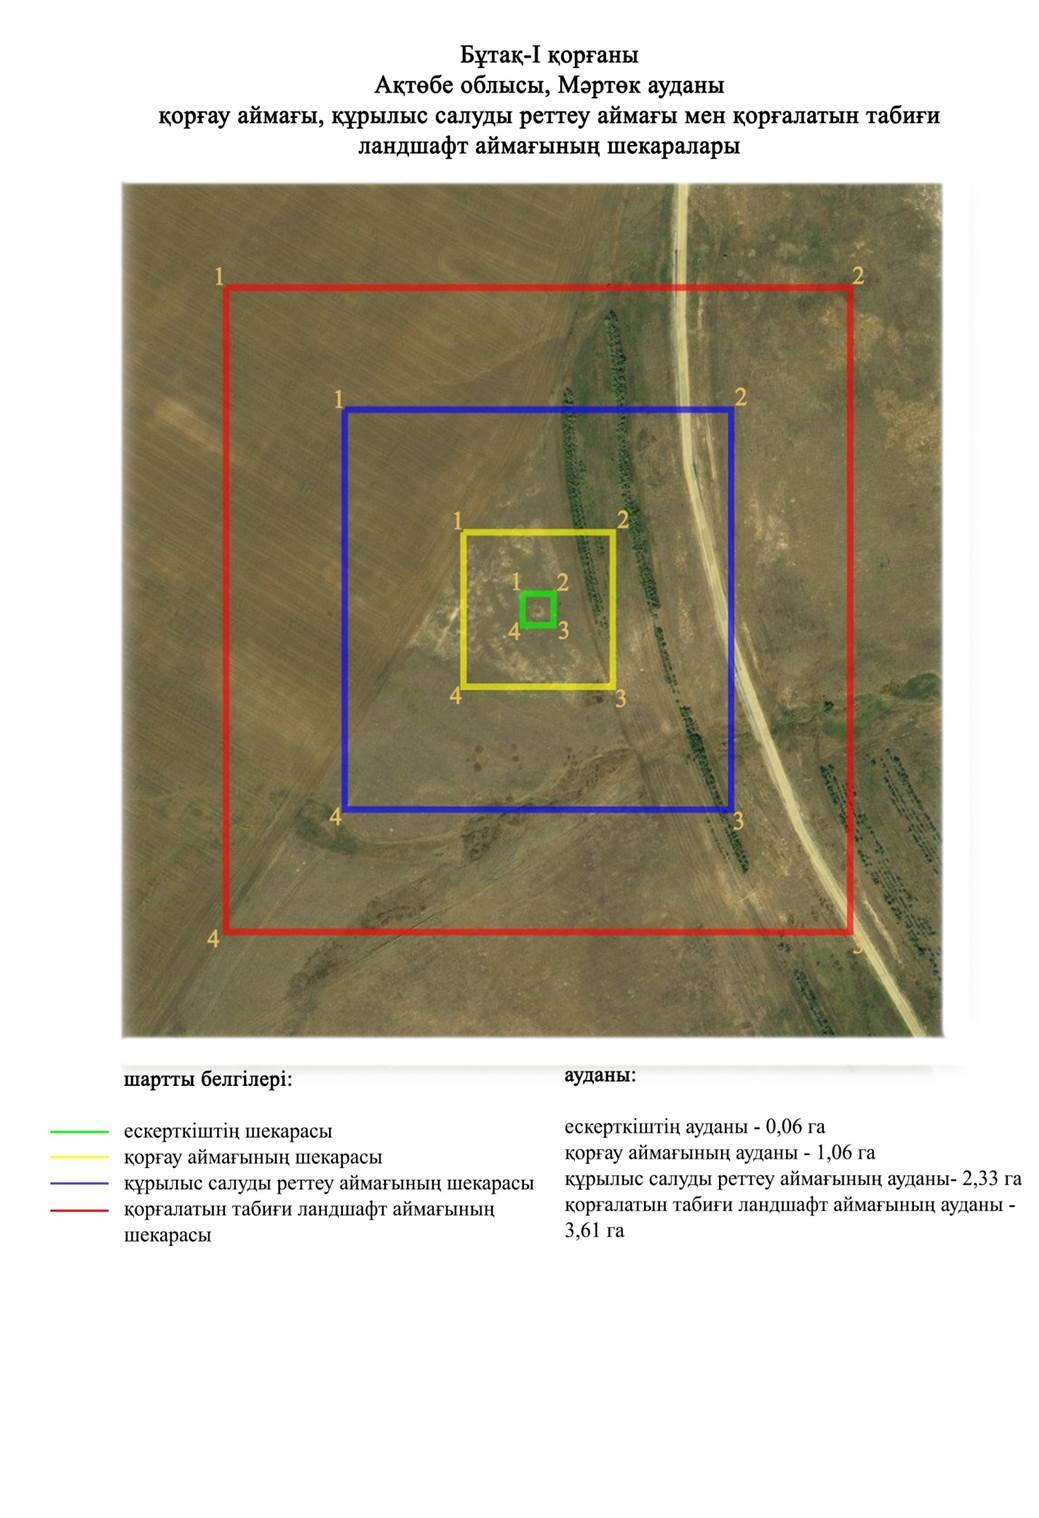 Бұтақ-I қорғаны
Ақтөбе облысы, Мәртөк ауданы
қорғау аймағы, құрылыс салуды реттеу аймағы мен қорғалатын табиғи
ландшафт аймағының шекаралары
1
2
1
2
1
2
1
2
4
3
4
3
4
3
4
3
шартты белгілері:
ескерткіштің шекарасы
қорғау аймағының шекарасы
құрылыс салуды реттеу аймағының шекарасы
қорғалатын табиғи ландшафт аймағының
шекарасы
ауданы:
ескерткіштің ауданы - 0,06 га
қорғау аймағының ауданы - 1,06 га
құрылыс салуды реттеу аймағының ауданы- 2,33 га
қорғалатын табиғи ландшафт аймағының ауданы -
3,61 га